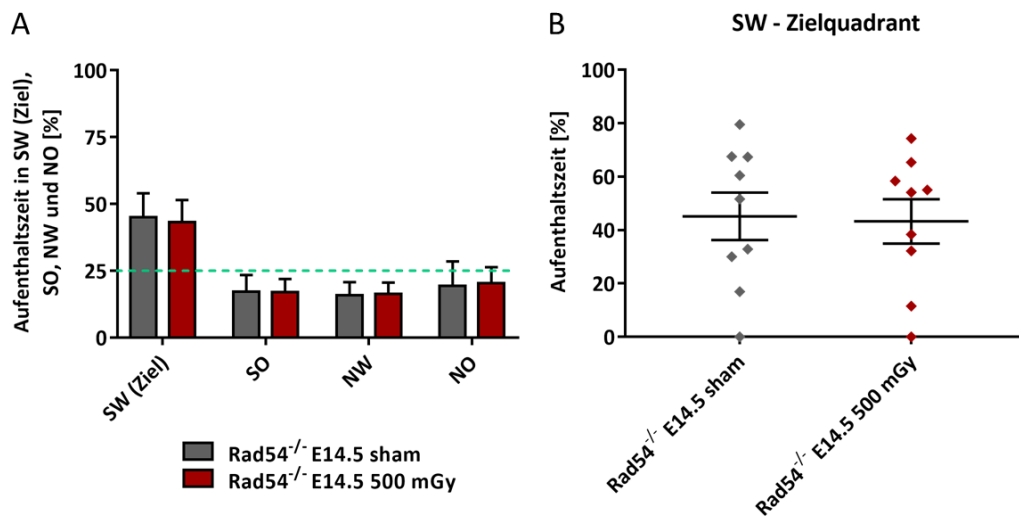 A
Aufenthaltszeit in SW (Ziel),
SO, NW und NO [%]
100
75
50
25
0
SW (Ziel)
SO
NW
NO
Rad54-/- E14.5 sham
Rad54-/- E14.5 500 mGy
B
SW - Zielquadrant
Aufenthaltszeit [%]
100
80
60
40
20
0
Rad54-/- E14.5 sham
Rad54-/- E14.5 500 mGy